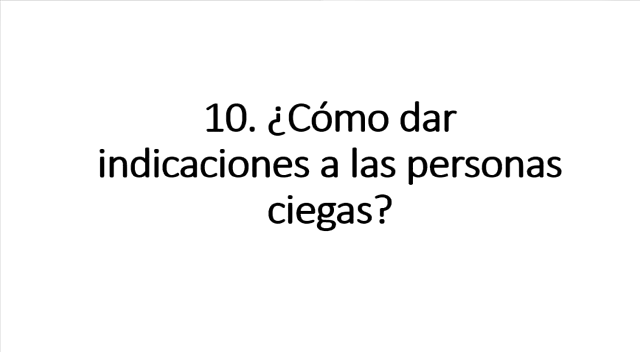 10. ¿Cómo dar
indicaciones a las personas
ciegas?